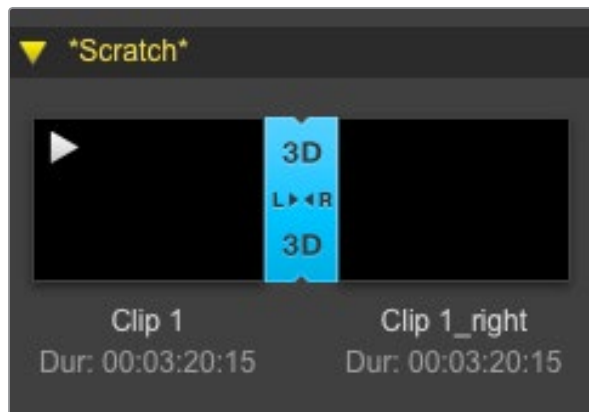 *Scratch*
3D
L R
3D
Clip 1 Clip 1_right
Dur: 00:03:20:15 Dur: 00:03:20:15